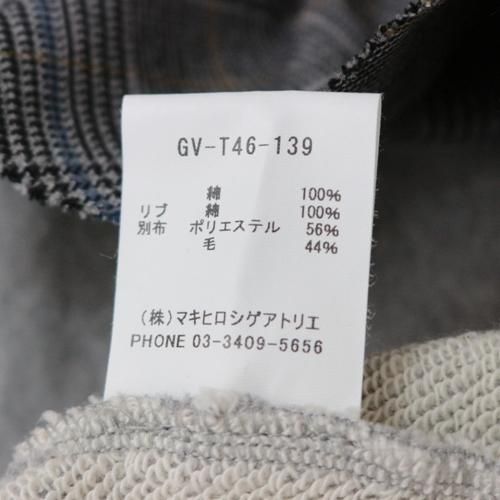 GV-T46-139
綿 100%
リブ 綿 100%
別布 ポリエステル 56%
毛 44%
(株)マキヒロシゲアトリエ
PHONE 03-3409-5656